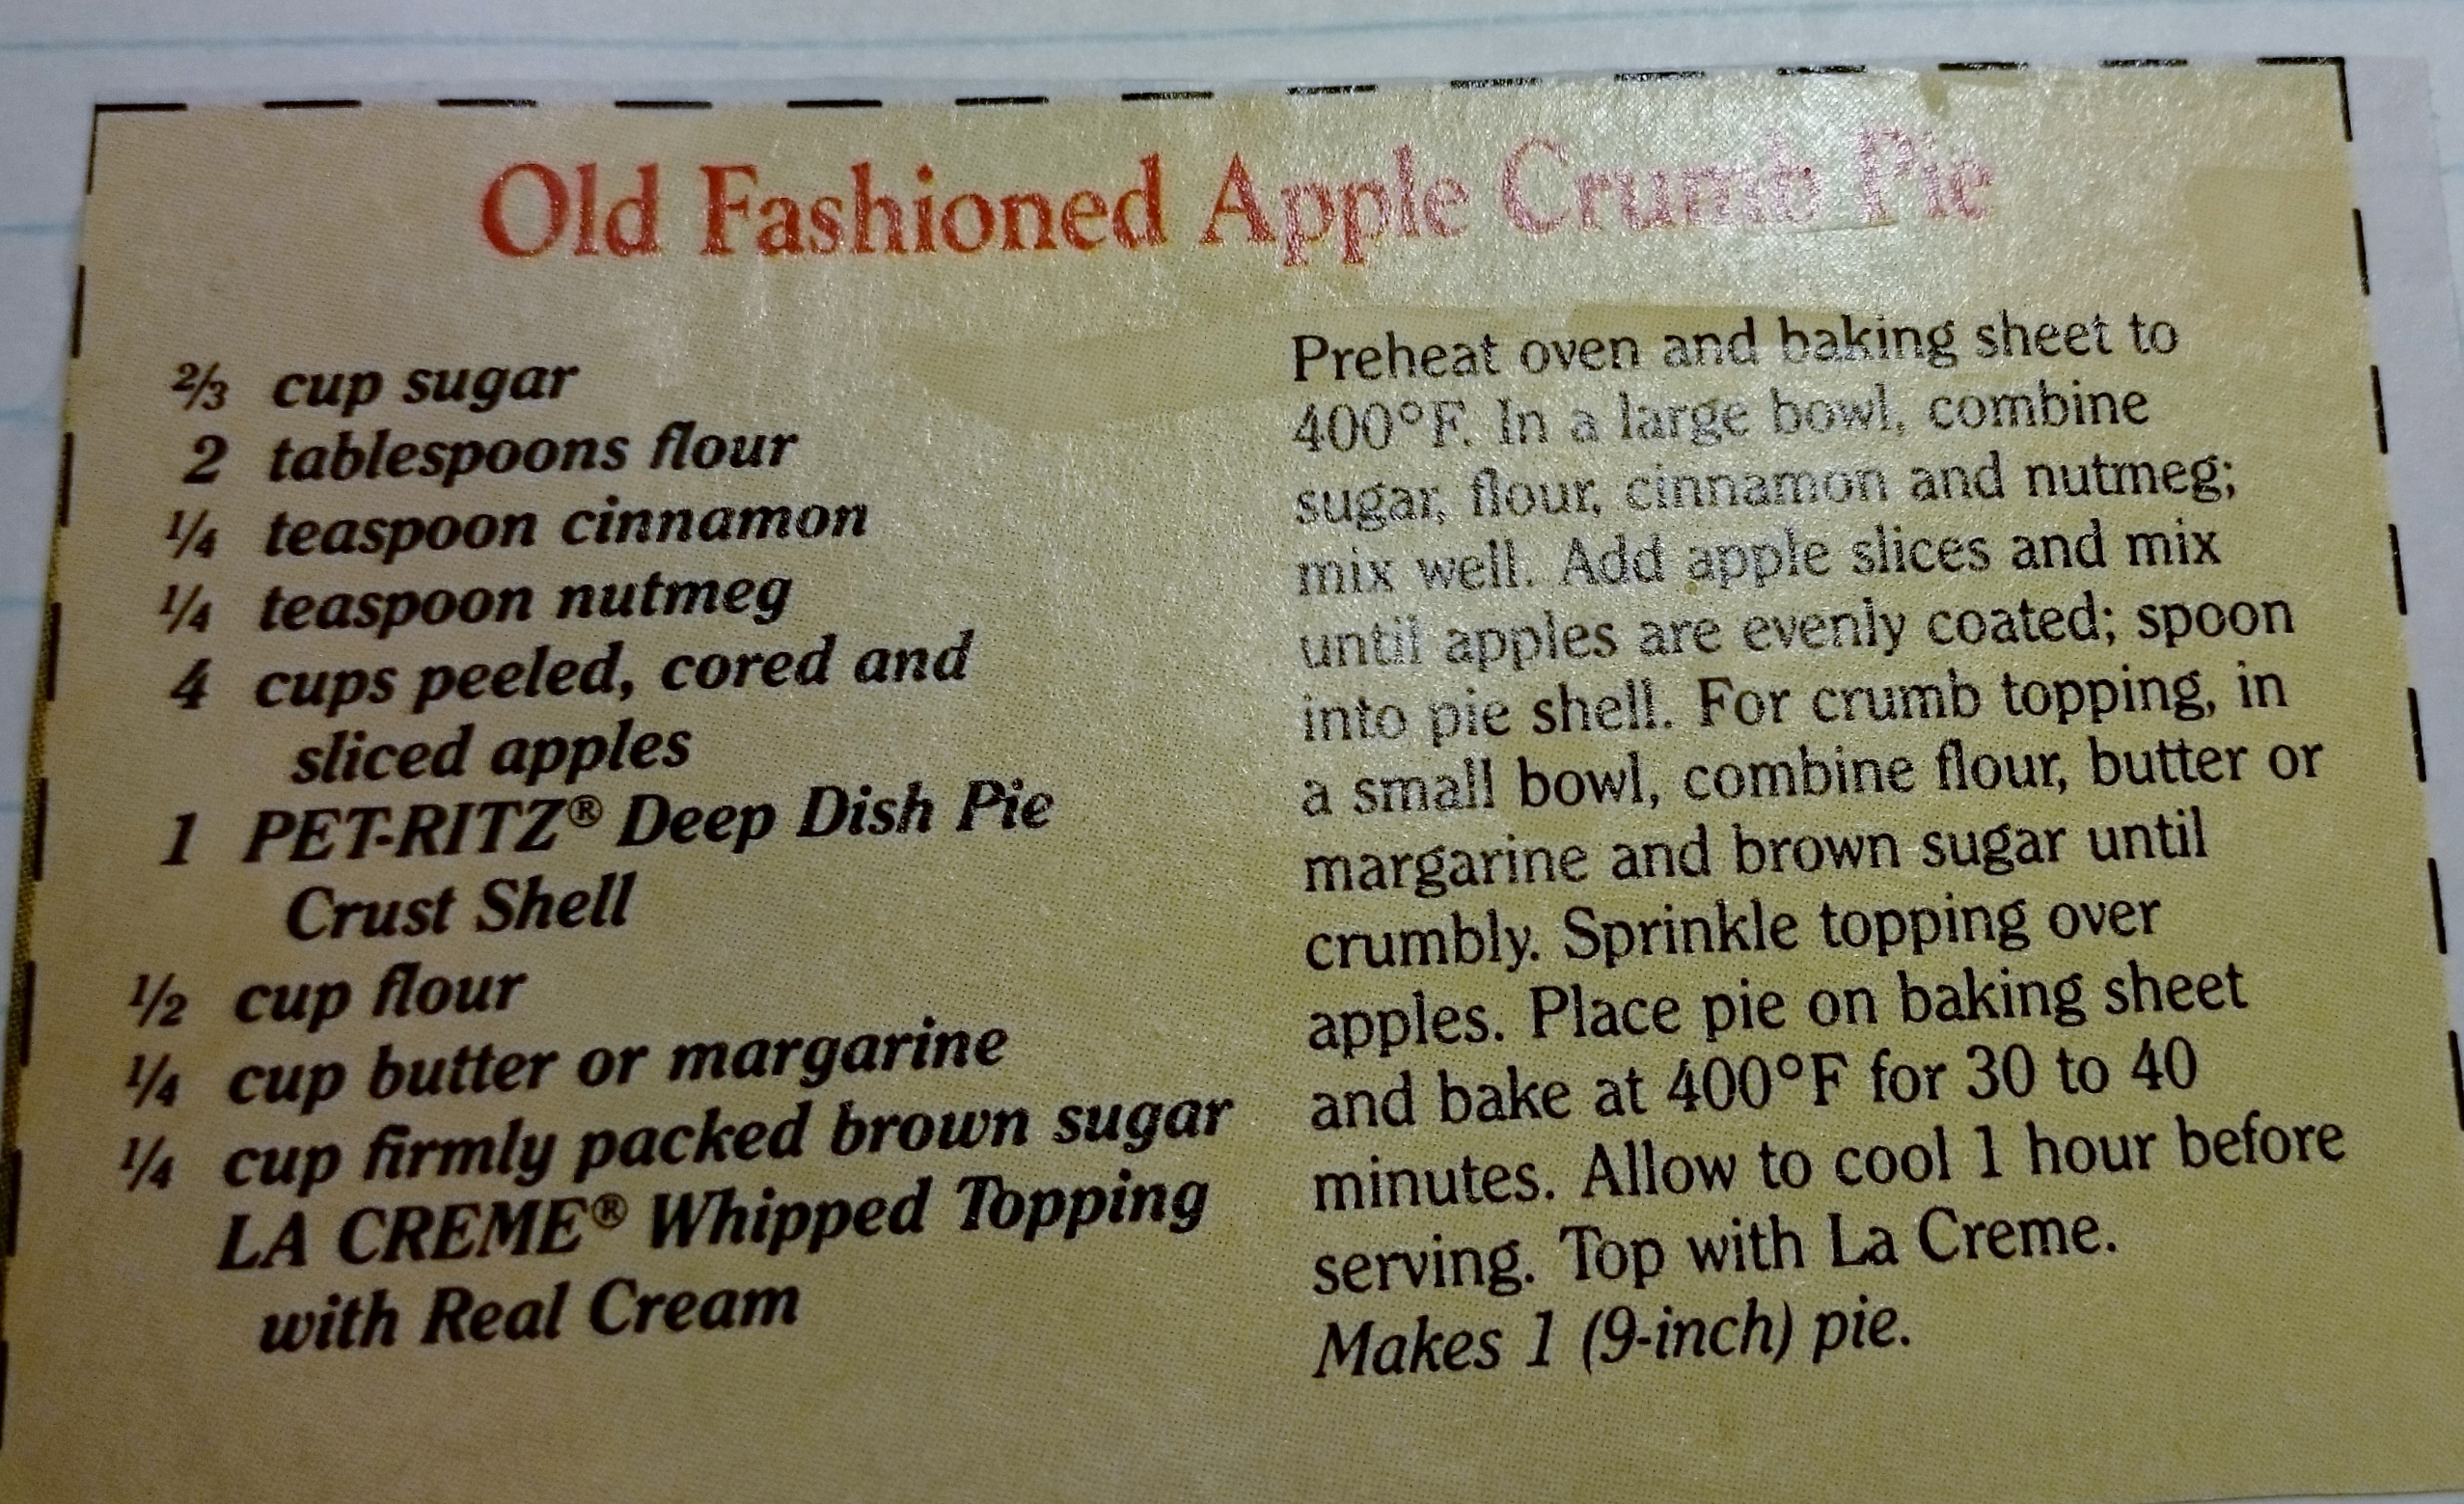 Old Fashioned Apple Crumb Pie
⅔ cup sugar
2 tablespoons flour
¼ teaspoon cinnamon
¼ teaspoon nutmeg
4 cups peeled, cored and
sliced apples
1 PET-RITZ® Deep Dish Pie
Crust Shell
½ cup flour
¼ cup butter or margarine
¼ cup firmly packed brown sugar
LA CREME® Whipped Topping
with Real Cream
Preheat oven and baking sheet to
400°F. In a large bowl, combine
sugar, flour, cinnamon and nutmeg;
mix well. Add apple slices and mix
until apples are evenly coated; spoon
into pie shell. For crumb topping, in
a small bowl, combine flour, butter or
margarine and brown sugar until
crumbly. Sprinkle topping over
apples. Place pie on baking sheet
and bake at 400°F for 30 to 40
minutes. Allow to cool 1 hour before
serving. Top with La Creme.
Makes 1 (9-inch) pie.